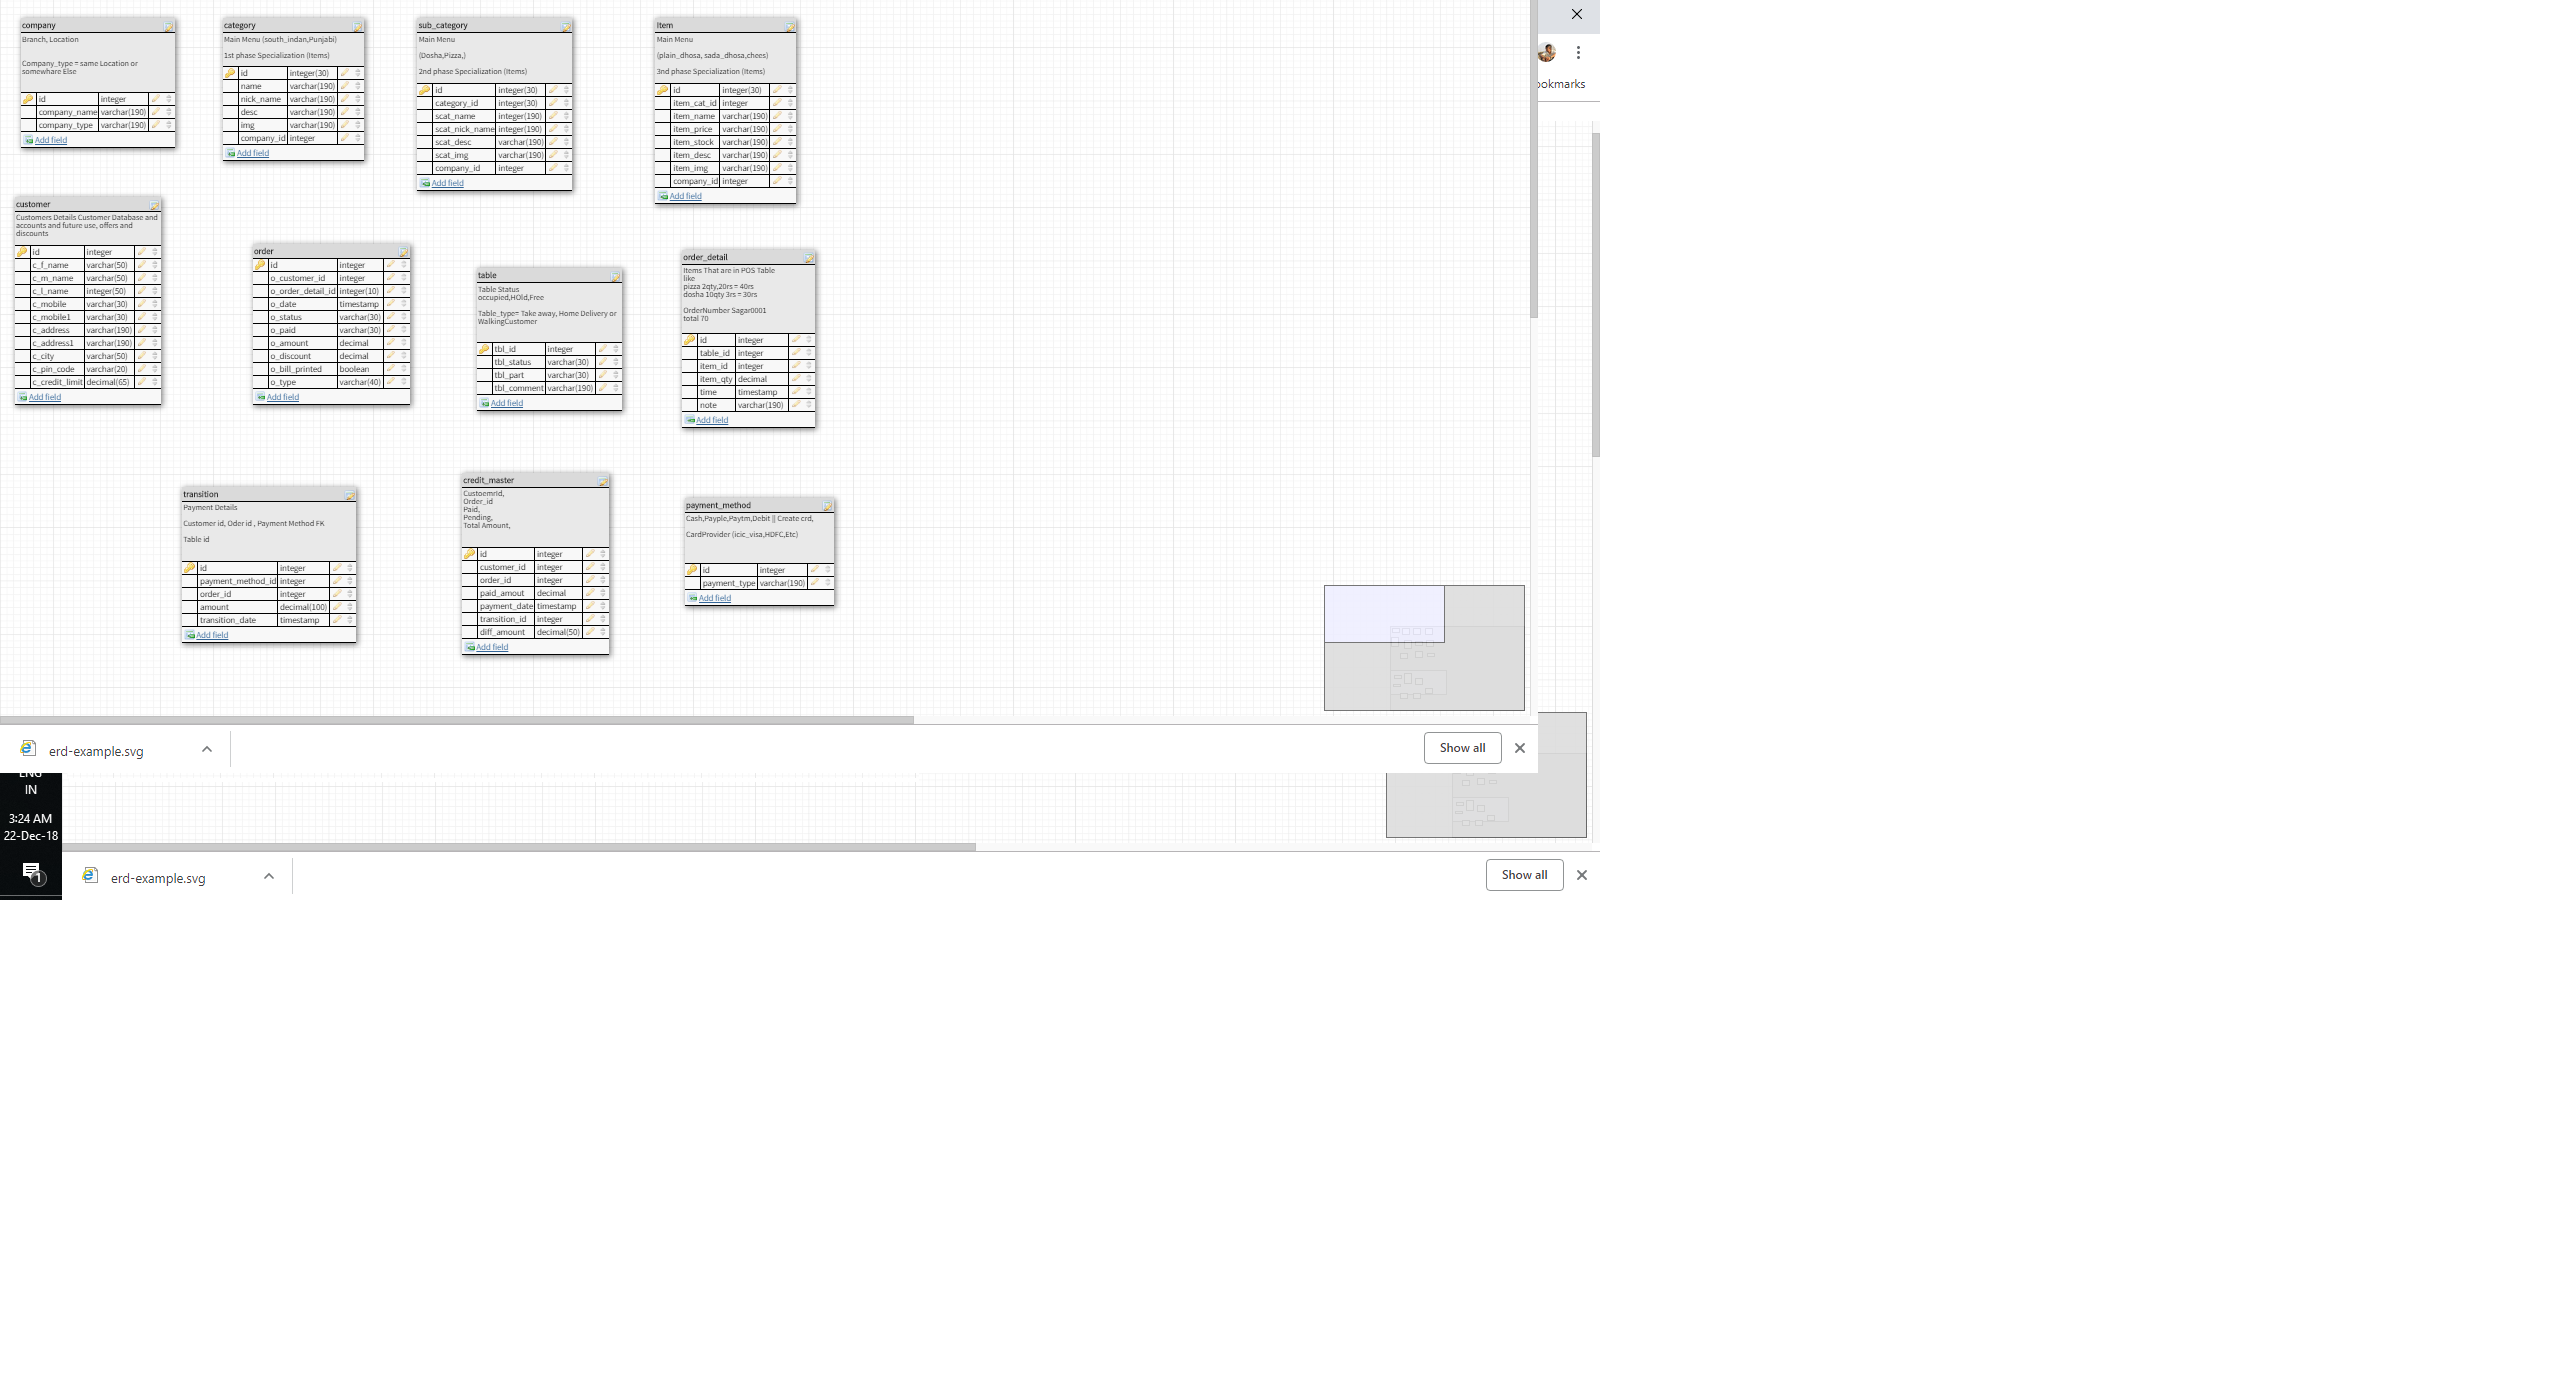 company
Branch, Location
Company_type = same Location or
somewhare Else
id integer
company_name varchar(190)
company_type varchar(190)
Add field
category
Main Menu (south_indan,Punjabi)
1st phase Specialization (Items)
id integer(30)
name varchar(190)
nick_name varchar(190)
desc varchar(190)
img varchar(190)
company_id integer
Add field
sub_category
Main Menu
(Dosha,Pizza,)
2nd phase Specialization (Items)
id integer(30)
category_id integer(30)
scat_name integer(190)
scat_nick_name integer(190)
scat_desc varchar(190)
scat_img varchar(190)
company_id integer
Add field
Item
Main Menu
(plain_dhosa, sada_dhosa,chees)
3nd phase Specialization (Items)
id integer(30)
item_cat_id integer
item_name varchar(190)
item_price varchar(190)
item_stock varchar(190)
item_desc varchar(190)
item_img varchar(190)
company_id integer
Add field
ookmarks
customer
Customers Details Customer Database and
accounts and future use, offers and
discounts
id integer
c_f_name varchar(50)
c_m_name varchar(50)
c_l_name integer(50)
c_mobile varchar(30)
c_mobile1 varchar(30)
c_address varchar(190)
c_address1 varchar(190)
c_city varchar(50)
c_pin_code varchar(20)
c_credit_limit decimal(65)
Add field
order
id integer
o_customer_id integer
o_order_detail_id integer(10)
o_date timestamp
o_status varchar(30)
o_paid varchar(30)
o_amount decimal
o_discount decimal
o_bill_printed boolean
o_type varchar(40)
Add field
table
Table Status
occupied,HOld,Free
Table_type= Take away, Home Delivery or
WalkingCustomer
tbl_id integer
tbl_status varchar(30)
tbl_part varchar(30)
tbl_comment varchar(190)
Add field
order_detail
Items That are in POS Table
like
pizza 2qty,20rs = 40rs
dosha 10qty 3rs = 30rs
OrderNumber Sagar0001
total 70
id integer
table_id integer
item_id integer
item_qty decimal
time timestamp
note varchar(190)
Add field
transition
Payment Details
Customer id, Oder id , Payment Method FK
Table id
id integer
payment_method_id integer
order_id integer
amount decimal(100)
transition_date timestamp
Add field
credit_master
CustoemrId,
Order_id
Paid,
Pending,
Total Amount,
id integer
customer_id integer
order_id integer
paid_amout decimal
payment_date timestamp
transition_id integer
diff_amount decimal(50)
Add field
payment_method
Cash,Payple,Paytm,Debit || Create crd,
CardProvider (icic_visa,HDFC,Etc)
id integer
payment_type varchar(190)
Add field
erd-example.svg
Show all
ENG
IN
3:24 AM
22-Dec-18
1
erd-example.svg
Show all